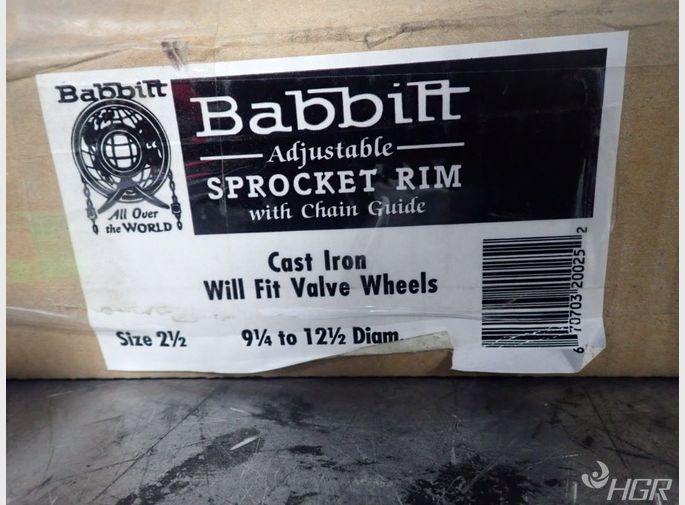 Babbitt
All Over
the WORLD
Babbitt
Adjustable
SPROCKET RIM
with Chain Guide
Cast Iron
Will Fit Valve Wheels
Size 2½
9¼ to 12½ Diam.
6 70703 20025 2
HGR